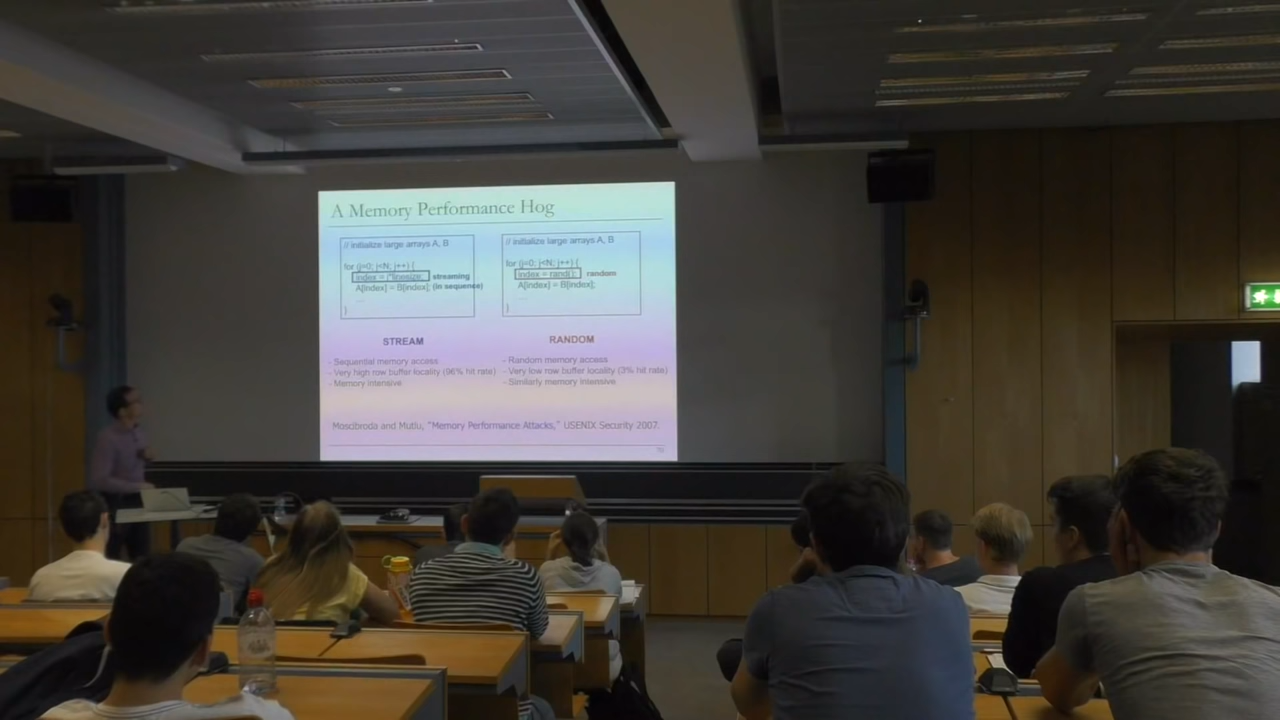 A Memory Performance Hog
// initialize large arrays A, B
for (j=0; j<N; j++) {
index = j*linesize; streaming
A[index] = B[index]; (in sequence)
…
}
// initialize large arrays A, B
for (j=0; j<N; j++) {
index = rand(); random
A[index] = B[index];
…
}
STREAM
- Sequential memory access
- Very high row buffer locality (96% hit rate)
- Memory intensive
RANDOM
- Random memory access
- Very low row buffer locality (3% hit rate)
- Similarly memory intensive
Moscibroda and Mutlu, "Memory Performance Attacks," USENIX Security 2007.